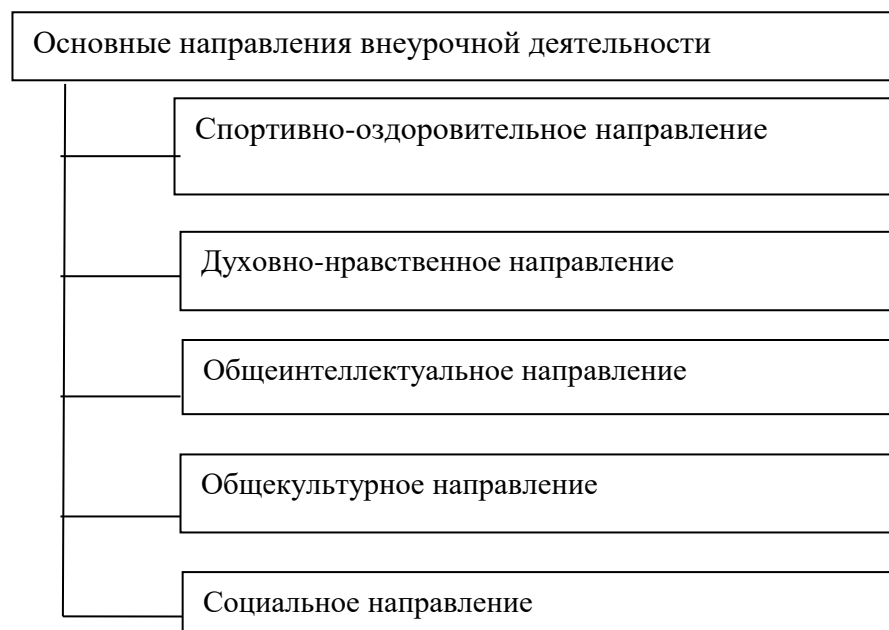 Основные направления внеурочной деятельности
Спортивно-оздоровительное направление
Духовно-нравственное направление
Общеинтеллектуальное направление
Общекультурное направление
Социальное направление